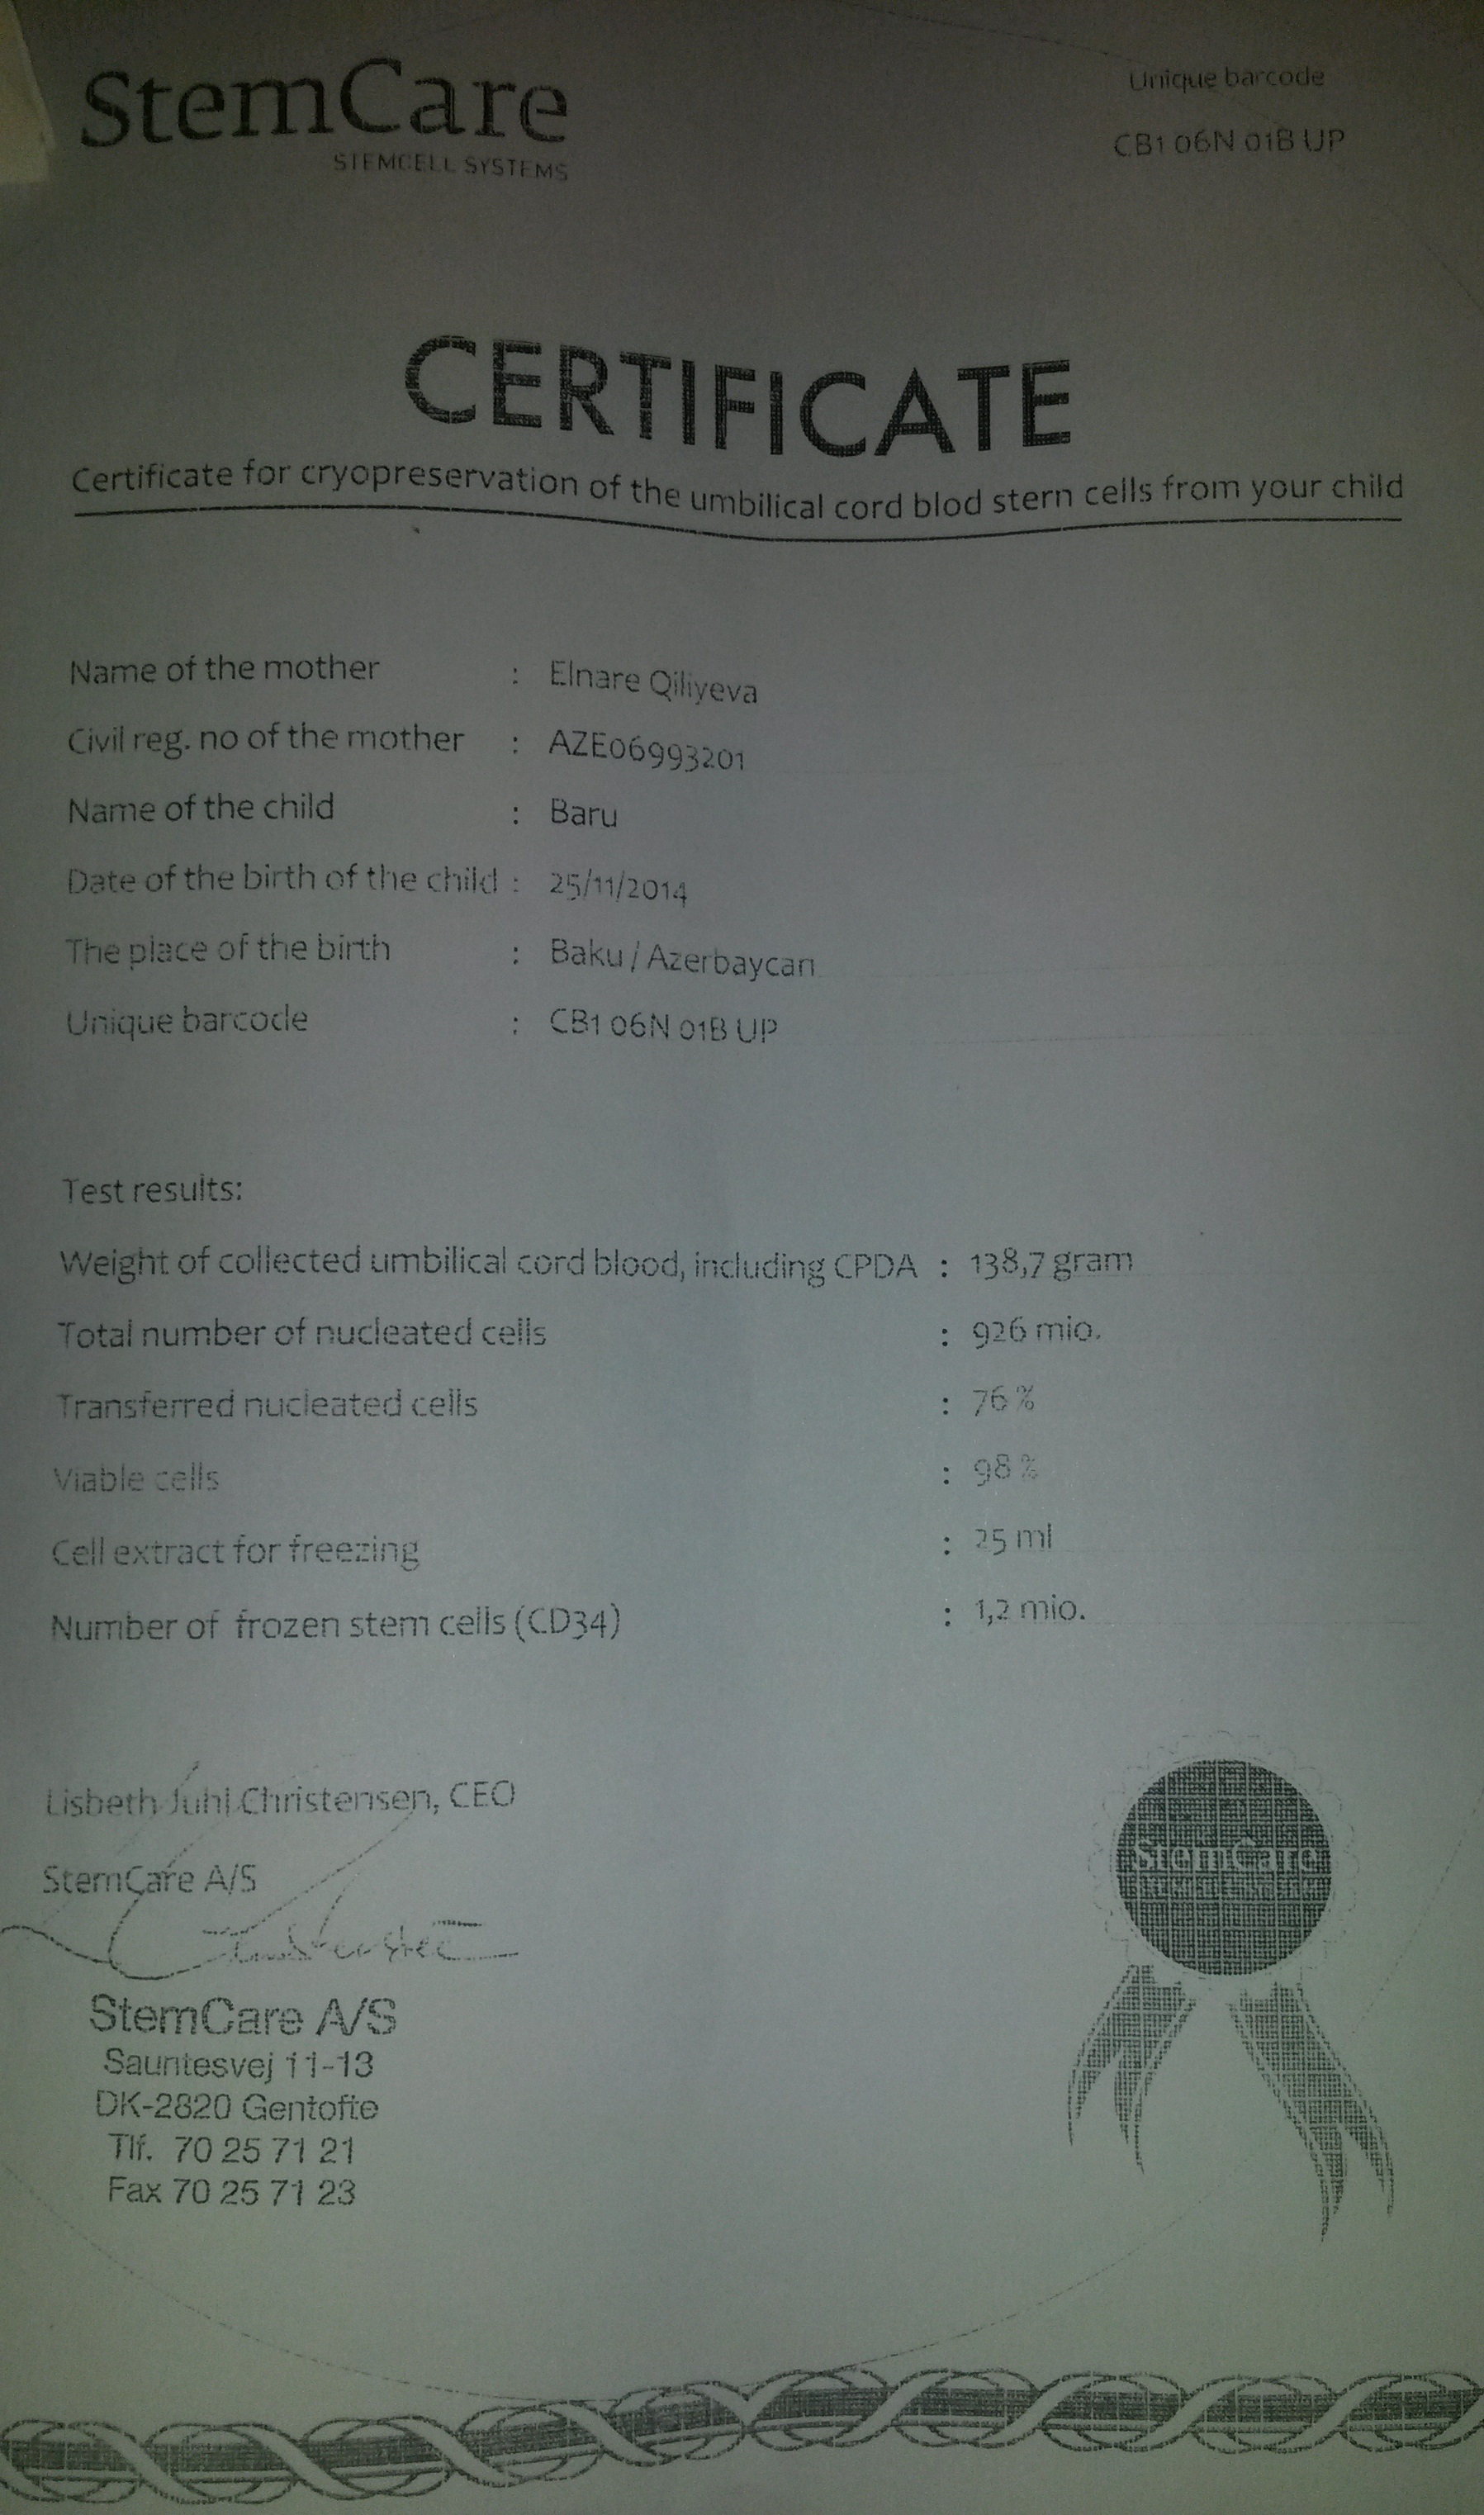 StemCare
STEMCELL SYSTEMS
Unique barcode
CB1 06N 01B UP
CERTIFICATE
Certificate for cryopreservation of the umbilical cord blod stern cells from your child
Name of the mother : Elnare Qiliyeva
Civil reg. no of the mother : AZE06993201
Name of the child : Baru
Date of the birth of the child : 25/11/2014
The place of the birth : Baku / Azerbaycan
Unique barcode : CB1 06N 01B UP
Test results:
Weight of collected umbilical cord blood, including CPDA : 138,7 gram
Total number of nucleated cells : 926 mio.
Transferred nucleated cells : 76 %
Viable cells : 98 %
Cell extract for freezing : 25 ml
Number of frozen stem cells (CD34) : 1,2 mio.
Lisbeth Juhl Christensen, CEO
StemCare A/S
StemCare A/S
Sauntesvej 11-13
DK-2820 Gentofte
Tlf. 70 25 71 21
Fax 70 25 71 23
StemCare